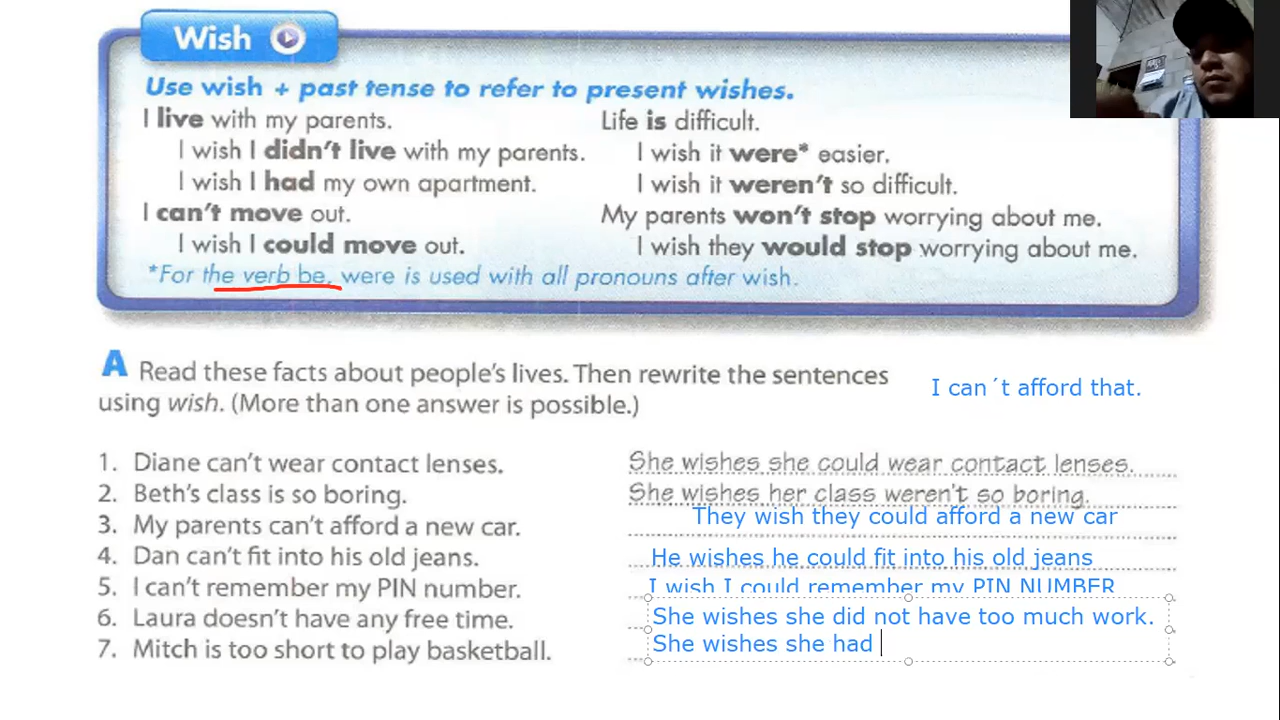 Wish
Use wish + past tense to refer to present wishes.
I live with my parents.
I wish I didn't live with my parents.
I wish I had my own apartment.
I can't move out.
I wish I could move out.
Life is difficult.
I wish it were* easier.
I wish it weren't so difficult.
My parents won't stop worrying about me.
I wish they would stop worrying about me.
*For the verb be, were is used with all pronouns after wish.
A Read these facts about people's lives. Then rewrite the sentences
using wish. (More than one answer is possible.)
I can´t afford that.
1. Diane can't wear contact lenses.
She wishes she could wear contact lenses.
2. Beth's class is so boring.
She wishes her class weren't so boring.
3. My parents can't afford a new car.
They wish they could afford a new car
4. Dan can't fit into his old jeans.
He wishes he could fit into his old jeans
5. I can't remember my PIN number.
I wish I could remember my PIN NUMBER
6. Laura doesn't have any free time.
She wishes she did not have too much work.
She wishes she had
7. Mitch is too short to play basketball.